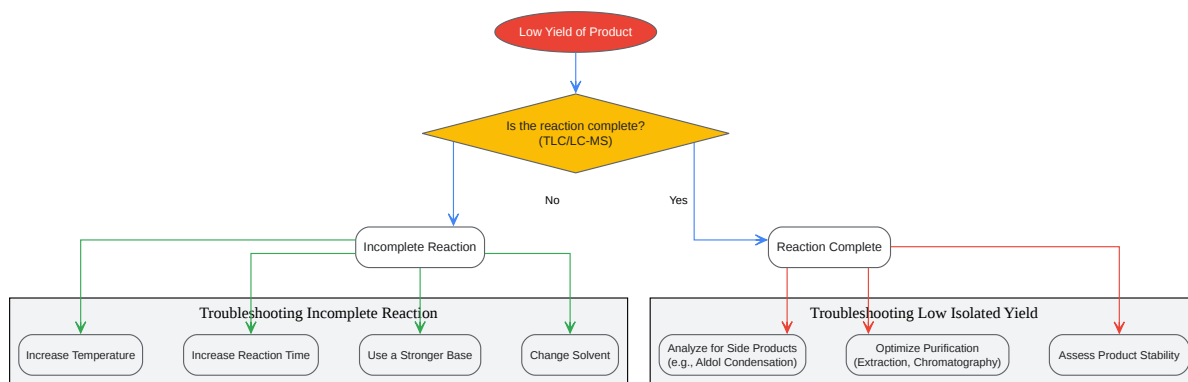 Low Yield of Product
Is the reaction complete?
(TLC/LC-MS)
No
Yes
Incomplete Reaction
Reaction Complete
Troubleshooting Incomplete Reaction
Troubleshooting Low Isolated Yield
Increase Temperature
Increase Reaction Time
Use a Stronger Base
Change Solvent
Analyze for Side Products
(e.g., Aldol Condensation)
Optimize Purification
(Extraction, Chromatography)
Assess Product Stability